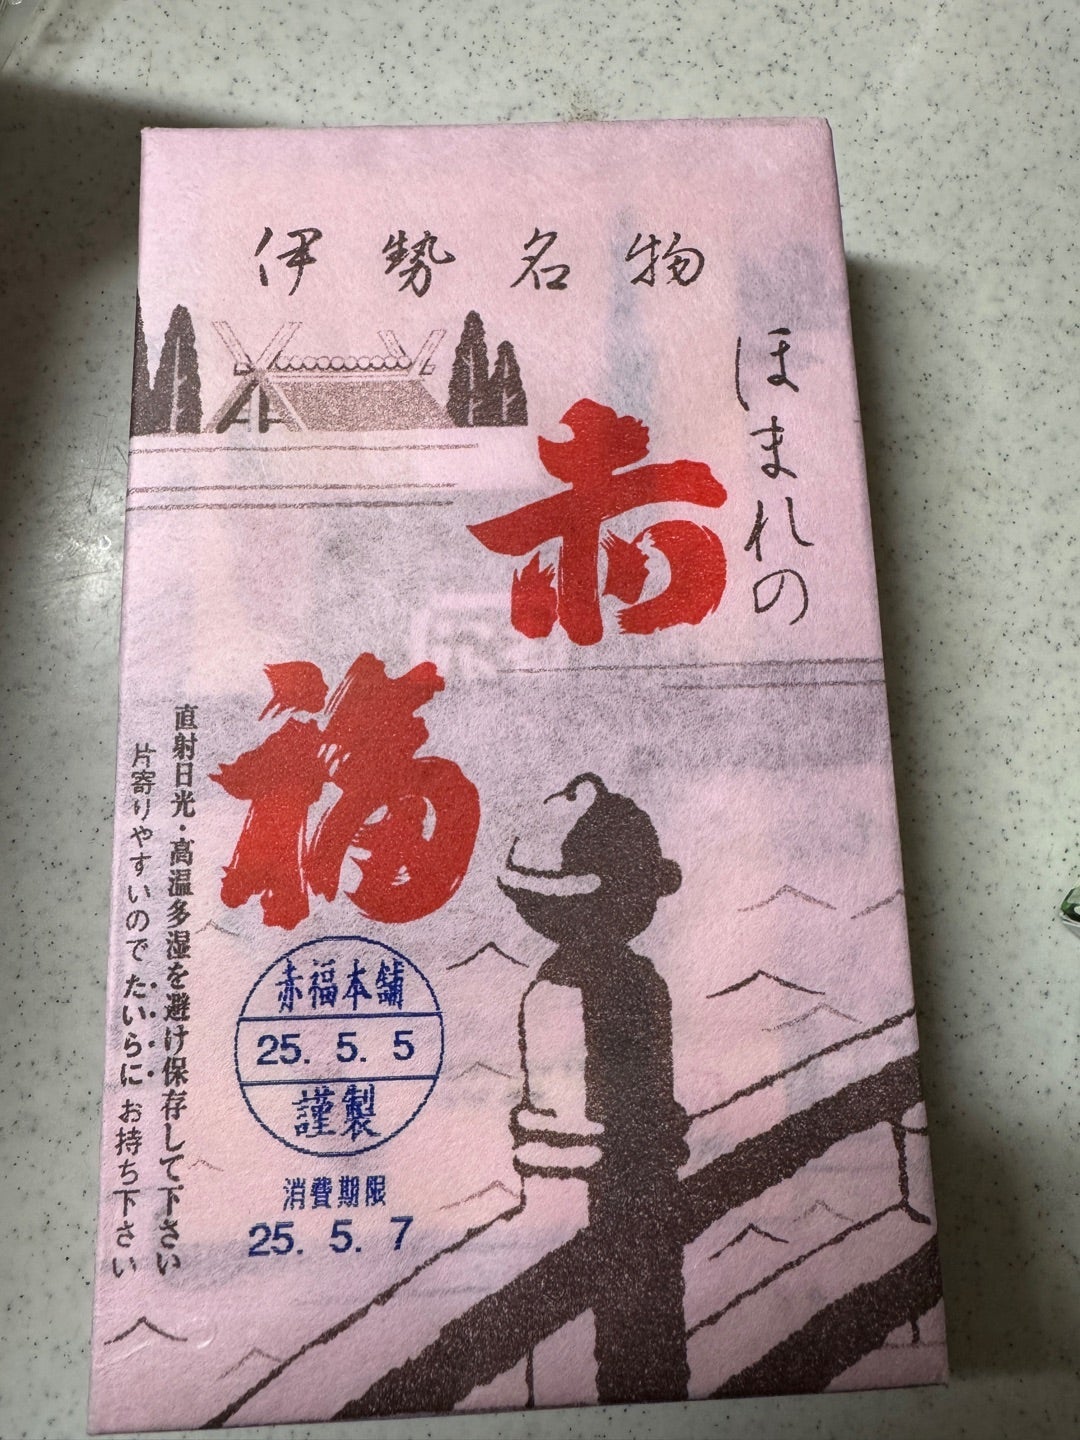 伊勢名物
ほまれの
赤福
直射日光・高温多湿を避け保存して下さい
片寄りやすいので たいらに お持ち下さい
赤福本舗
25. 5. 5
謹製
消費期限
25. 5. 7